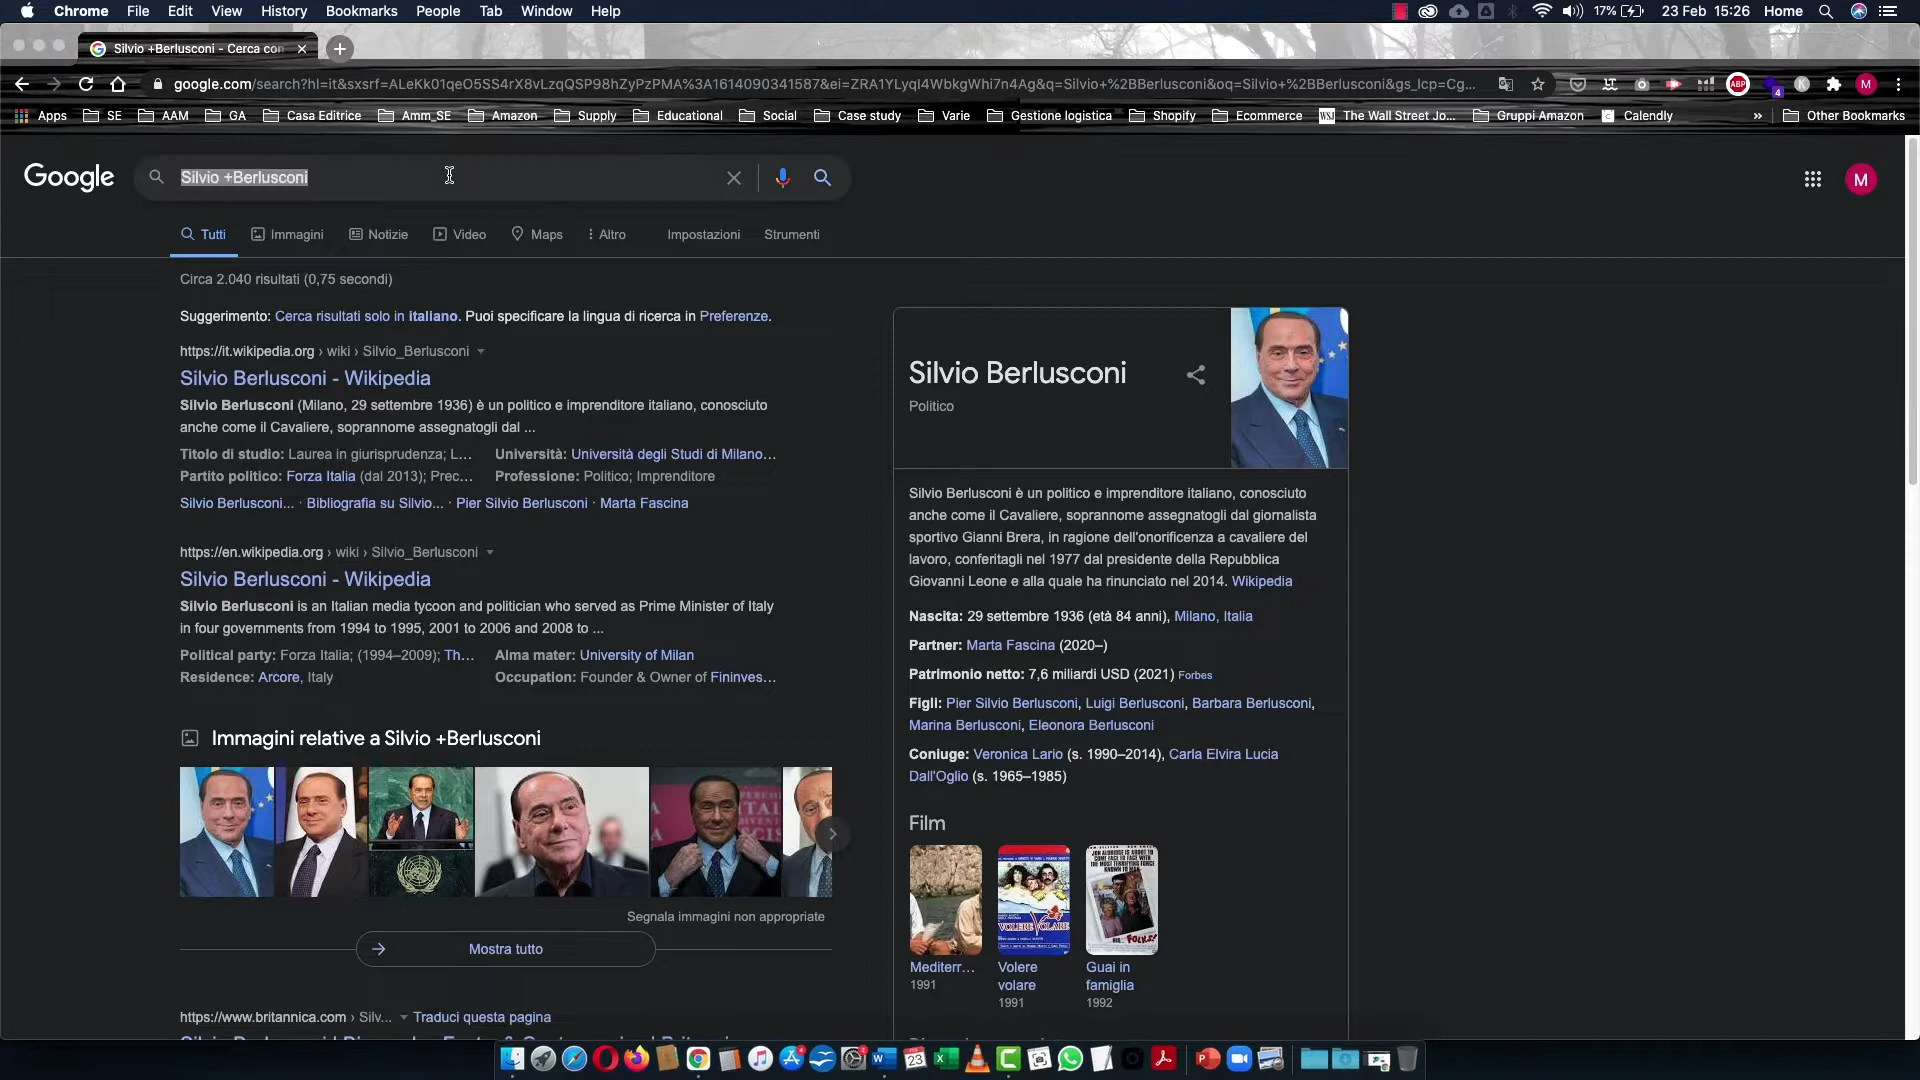 Chrome File Edit View History Bookmarks People Tab Window Help 17% 23 Feb 15:26 Home
Silvio +Berlusconi - Cerca con
google.com/search?hl=it&sxsrf=ALeKk01qeO5SS4rX8vLzqQSP98hZyPzPMA%3A1614090341587&ei=ZRA1YLyqI4WbkgWhi7n4Ag&q=Silvio+%2BBerlusconi&oq=Silvio+%2BBerlusconi&gs_lcp=Cg...
Apps SE AAM GA Casa Editrice Amm_SE Amazon Supply Educational Social Case study Varie Gestione logistica Shopify Ecommerce The Wall Street Jo... Gruppi Amazon Calendly » Other Bookmarks
Google Silvio +Berlusconi M
Tutti Immagini Notizie Video Maps Altro Impostazioni Strumenti
Circa 2.040 risultati (0,75 secondi)
Suggerimento: Cerca risultati solo in italiano. Puoi specificare la lingua di ricerca in Preferenze.
https://it.wikipedia.org › wiki › Silvio_Berlusconi
Silvio Berlusconi - Wikipedia
Silvio Berlusconi (Milano, 29 settembre 1936) è un politico e imprenditore italiano, conosciuto
anche come il Cavaliere, soprannome assegnatogli dal ...
Titolo di studio: Laurea in giurisprudenza; L... Università: Università degli Studi di Milano...
Partito politico: Forza Italia (dal 2013); Prec... Professione: Politico; Imprenditore
Silvio Berlusconi... · Bibliografia su Silvio... · Pier Silvio Berlusconi · Marta Fascina
https://en.wikipedia.org › wiki › Silvio_Berlusconi
Silvio Berlusconi - Wikipedia
Silvio Berlusconi is an Italian media tycoon and politician who served as Prime Minister of Italy
in four governments from 1994 to 1995, 2001 to 2006 and 2008 to ...
Political party: Forza Italia; (1994–2009); Th... Alma mater: University of Milan
Residence: Arcore, Italy Occupation: Founder & Owner of Fininves...
Immagini relative a Silvio +Berlusconi
Segnala immagini non appropriate
Mostra tutto
https://www.britannica.com › Silv... Traduci questa pagina
Silvio Berlusconi
Politico
Silvio Berlusconi è un politico e imprenditore italiano, conosciuto
anche come il Cavaliere, soprannome assegnatogli dal giornalista
sportivo Gianni Brera, in ragione dell'onorificenza a cavaliere del
lavoro, conferitagli nel 1977 dal presidente della Repubblica
Giovanni Leone e alla quale ha rinunciato nel 2014. Wikipedia
Nascita: 29 settembre 1936 (età 84 anni), Milano, Italia
Partner: Marta Fascina (2020–)
Patrimonio netto: 7,6 miliardi USD (2021) Forbes
Figli: Pier Silvio Berlusconi, Luigi Berlusconi, Barbara Berlusconi,
Marina Berlusconi, Eleonora Berlusconi
Coniuge: Veronica Lario (s. 1990–2014), Carla Elvira Lucia
Dall'Oglio (s. 1965–1985)
Film
VOLERE VOLARE
FOLKS!
Mediterr...
1991
Volere
volare
1991
Guai in
famiglia
1992